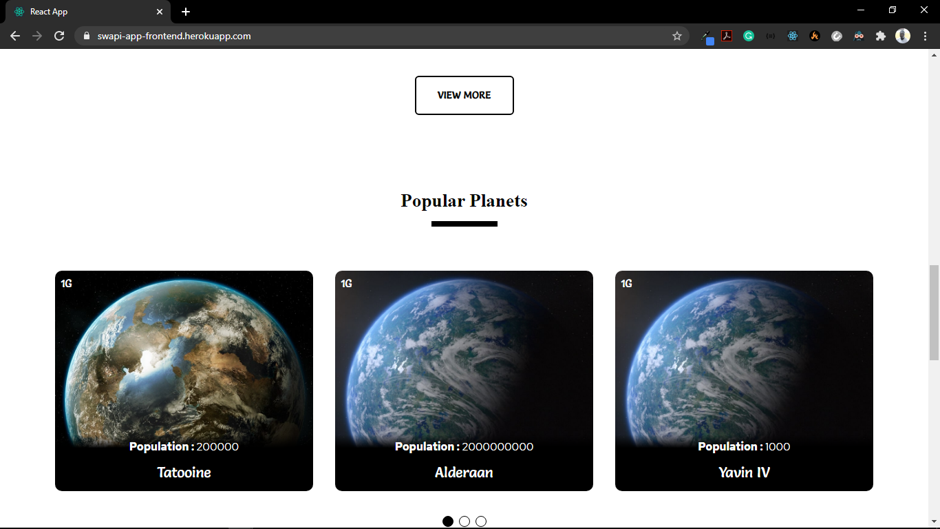 React App
swapi-app-frontend.herokuapp.com
VIEW MORE
Popular Planets
1G
Population : 200000
Tatooine
1G
Population : 2000000000
Alderaan
1G
Population : 1000
Yavin IV